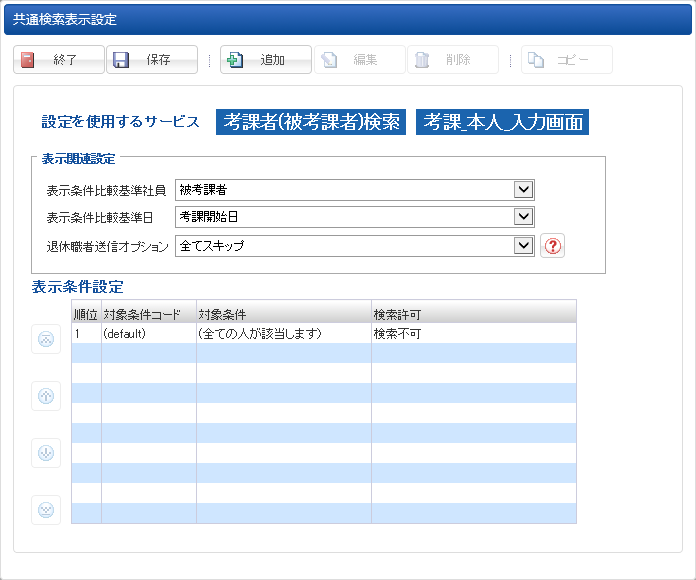 共通検索表示設定
終了 保存 追加 編集 削除 コピー
設定を使用するサービス 考課者(被考課者)検索 考課_本人_入力画面
表示関連設定
表示条件比較基準社員 被考課者
表示条件比較基準日 考課開始日
退休職者送信オプション 全てスキップ ?
表示条件設定
順位 対象条件コード 対象条件 検索許可
1 (default) (全ての人が該当します) 検索不可